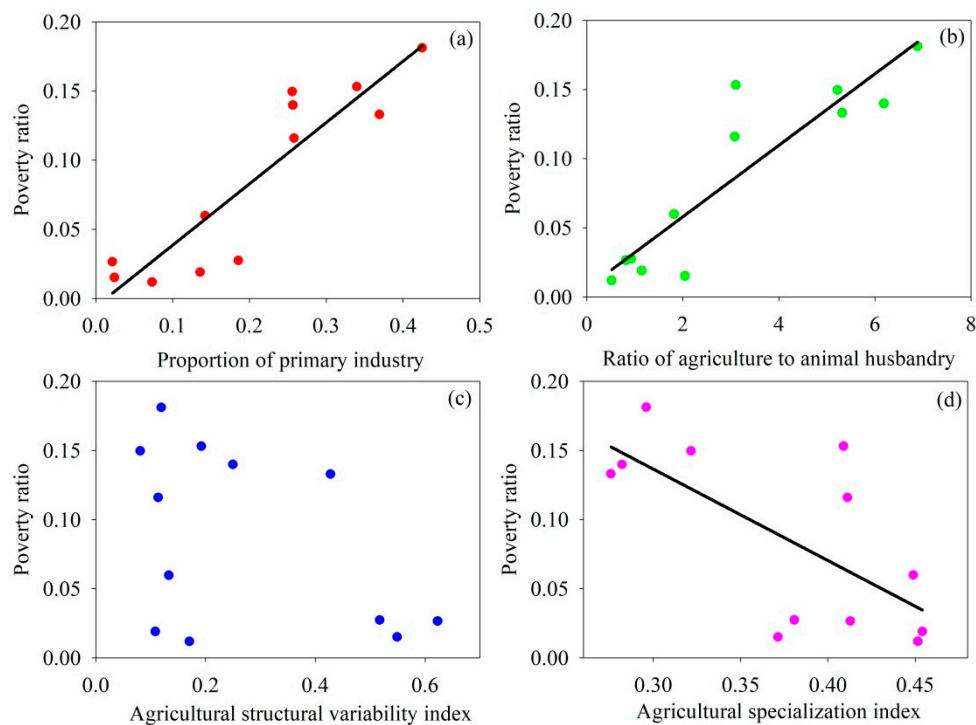 (a)
0.20
0.15
0.10
0.05
0.00
Poverty ratio
0.0 0.1 0.2 0.3 0.4 0.5
Proportion of primary industry
(b)
0.20
0.15
0.10
0.05
0.00
Poverty ratio
0 2 4 6 8
Ratio of agriculture to animal husbandry
(c)
0.20
0.15
0.10
0.05
0.00
Poverty ratio
0.0 0.2 0.4 0.6
Agricultural structural variability index
(d)
0.20
0.15
0.10
0.05
0.00
Poverty ratio
0.30 0.35 0.40 0.45
Agricultural specialization index